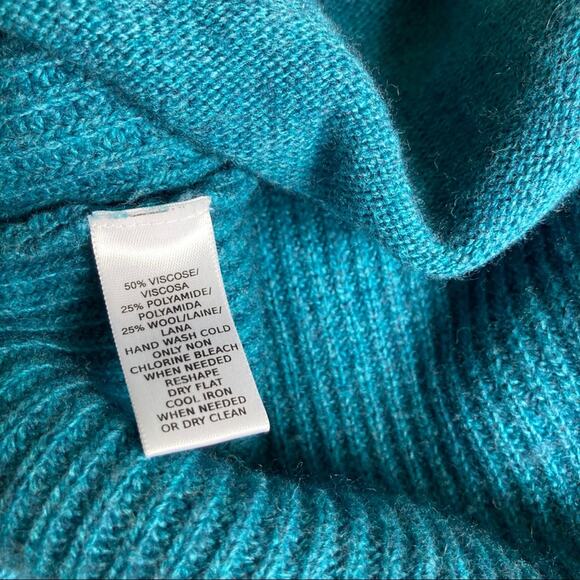 50% VISCOSE/
VISCOSA
25% POLYAMIDE/
POLYAMIDA
25% WOOL/LAINE/
LANA
HAND WASH COLD
ONLY NON
CHLORINE BLEACH
WHEN NEEDED
RESHAPE
DRY FLAT
COOL IRON
WHEN NEEDED
OR DRY CLEAN